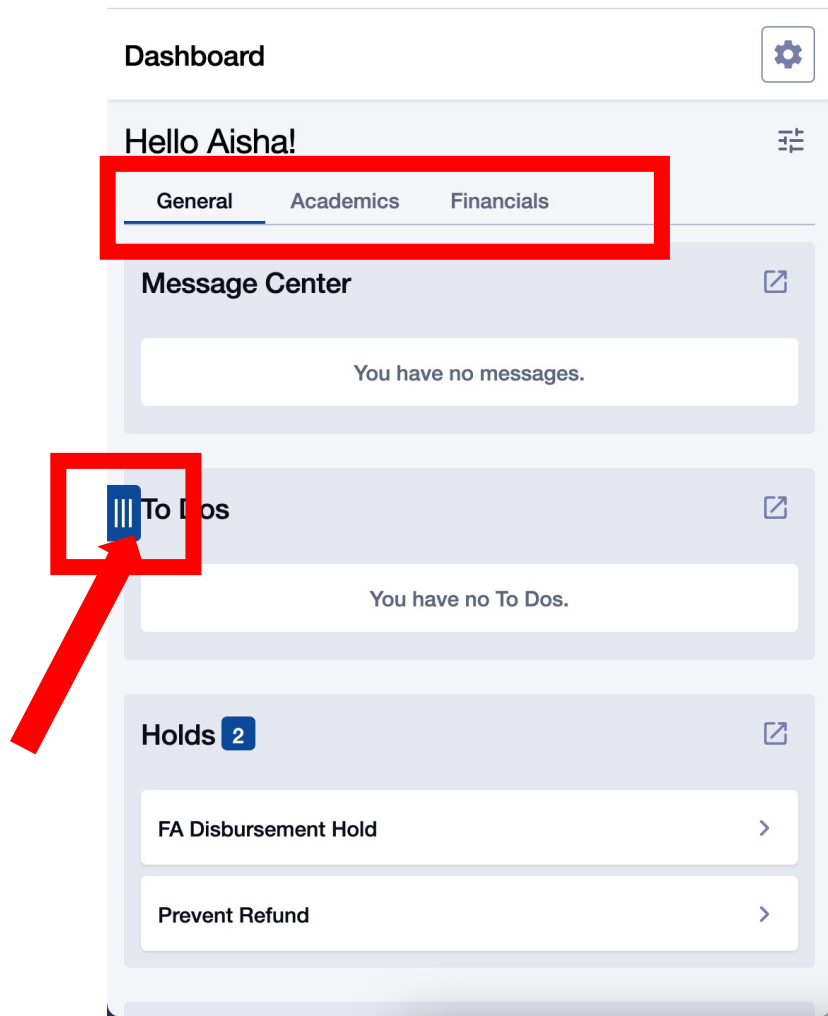 Dashboard
Hello Aisha!
General Academics Financials
Message Center
You have no messages.
To Dos
You have no To Dos.
Holds 2
FA Disbursement Hold
Prevent Refund